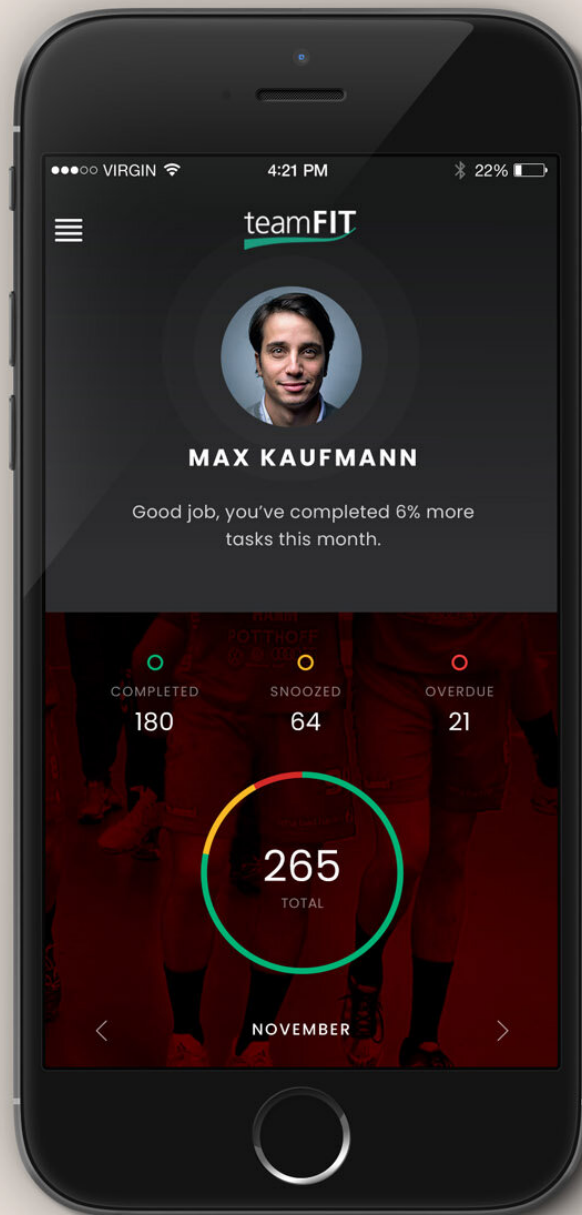 VIRGIN 4:21 PM 22%
teamFIT
MAX KAUFMANN
Good job, you've completed 6% more
tasks this month.
POTTHOFF
COMPLETED SNOOZED OVERDUE
180 64 21
265
TOTAL
NOVEMBER